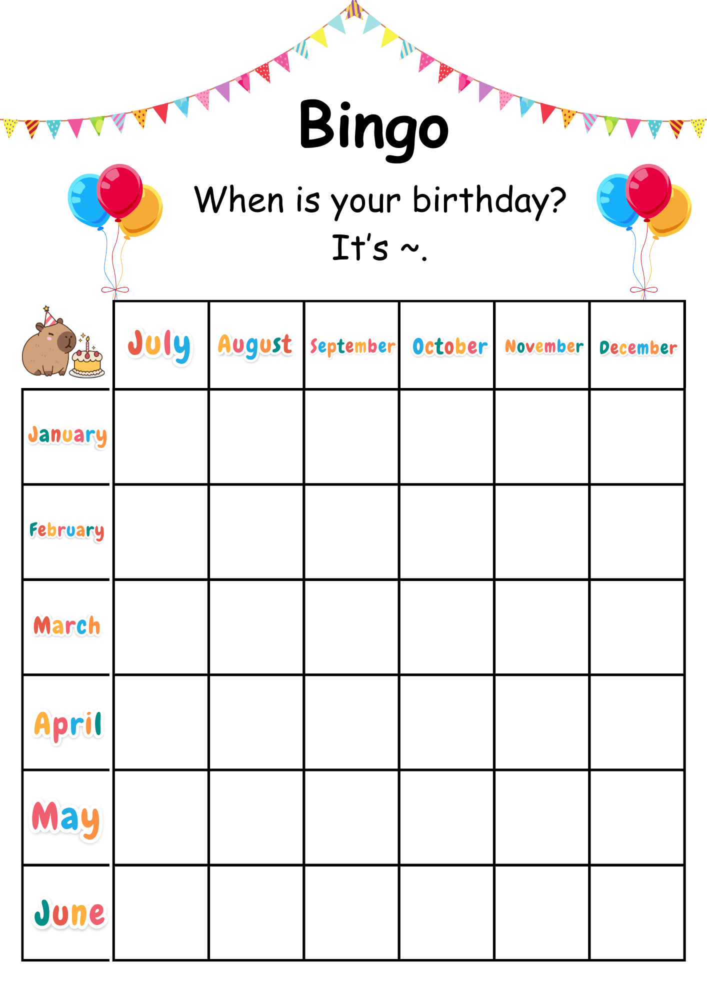 Bingo
When is your birthday?
It's ~.
July August September October November December
January
February
March
April
May
June